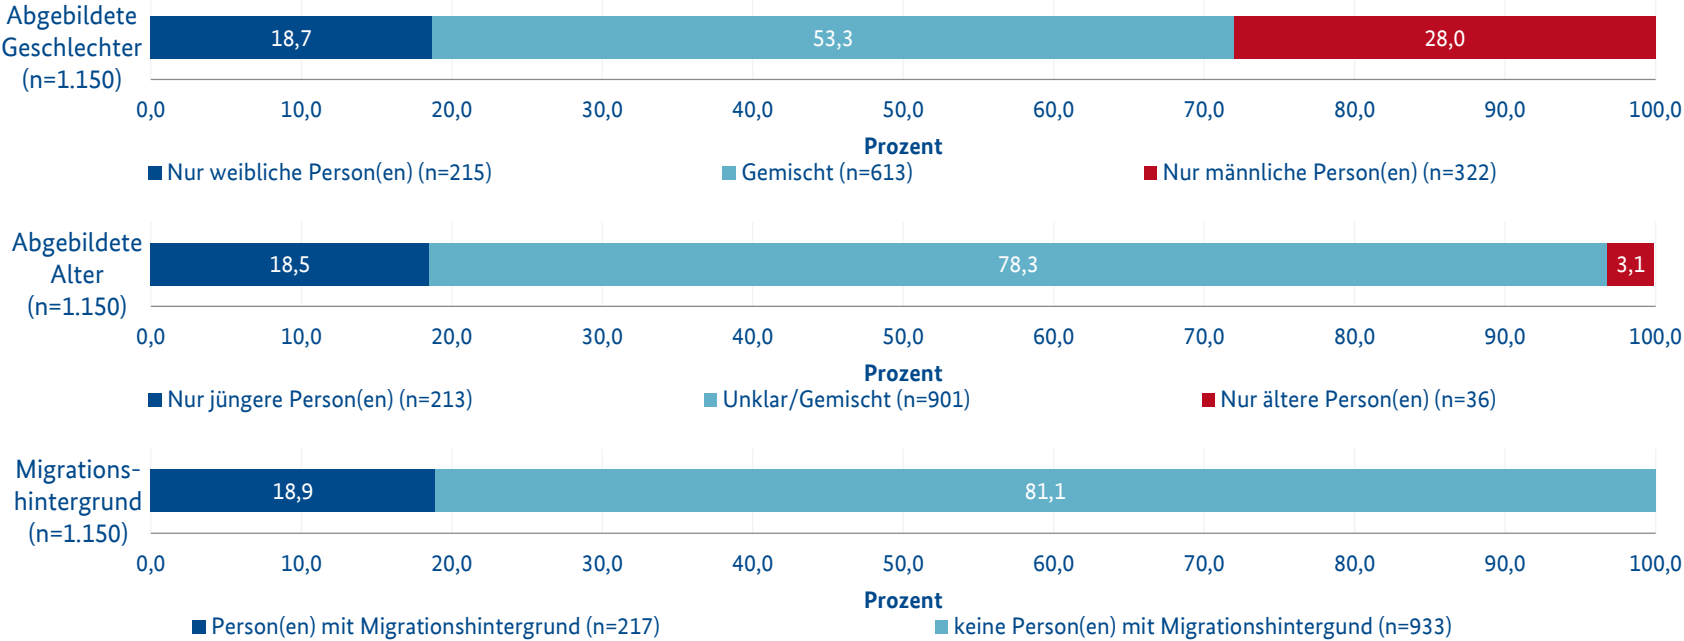 Abgebildete
Geschlechter
(n=1.150)
18,7 53,3 28,0
0,0 10,0 20,0 30,0 40,0 50,0 60,0 70,0 80,0 90,0 100,0
Prozent
Nur weibliche Person(en) (n=215) Gemischt (n=613) Nur männliche Person(en) (n=322)
Abgebildete
Alter
(n=1.150)
18,5 78,3 3,1
0,0 10,0 20,0 30,0 40,0 50,0 60,0 70,0 80,0 90,0 100,0
Prozent
Nur jüngere Person(en) (n=213) Unklar/Gemischt (n=901) Nur ältere Person(en) (n=36)
Migrations-
hintergrund
(n=1.150)
18,9 81,1
0,0 10,0 20,0 30,0 40,0 50,0 60,0 70,0 80,0 90,0 100,0
Prozent
Person(en) mit Migrationshintergrund (n=217) keine Person(en) mit Migrationshintergund (n=933)